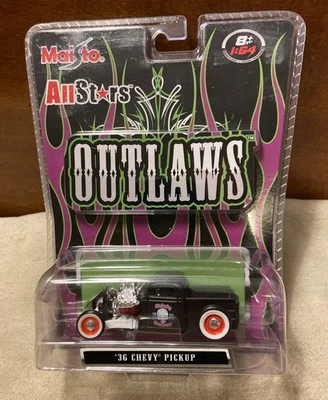 Maisto
8+
1:64
AllStars
OUTLAWS
'36 CHEVY PICKUP